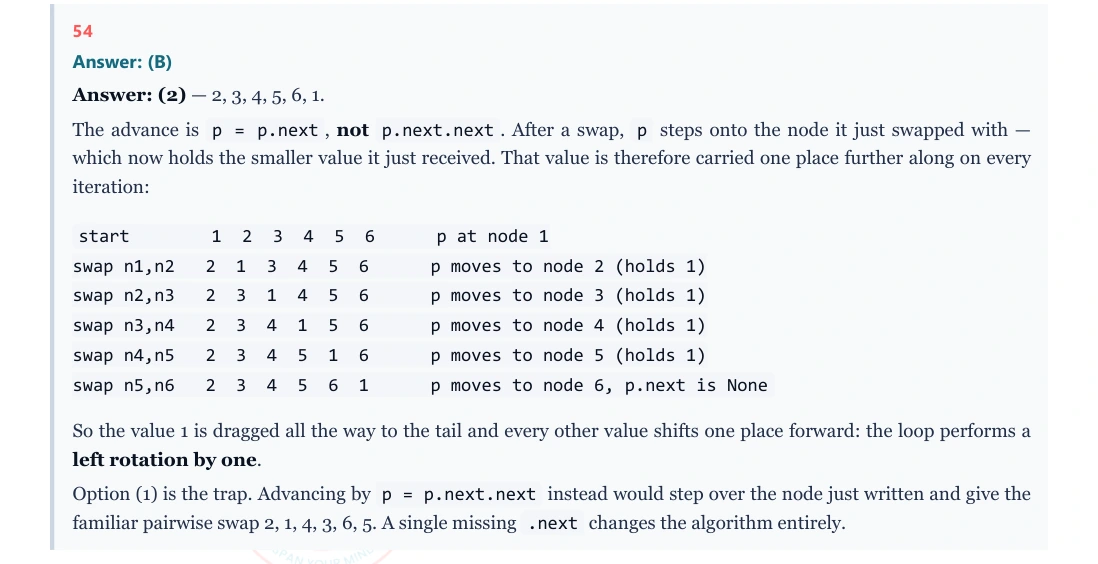 54
Answer: (B)
Answer: (2) — 2, 3, 4, 5, 6, 1.
The advance is p = p.next , not p.next.next . After a swap, p steps onto the node it just swapped with —
which now holds the smaller value it just received. That value is therefore carried one place further along on every
iteration:
start 1 2 3 4 5 6 p at node 1
swap n1,n2 2 1 3 4 5 6 p moves to node 2 (holds 1)
swap n2,n3 2 3 1 4 5 6 p moves to node 3 (holds 1)
swap n3,n4 2 3 4 1 5 6 p moves to node 4 (holds 1)
swap n4,n5 2 3 4 5 1 6 p moves to node 5 (holds 1)
swap n5,n6 2 3 4 5 6 1 p moves to node 6, p.next is None
So the value 1 is dragged all the way to the tail and every other value shifts one place forward: the loop performs a
left rotation by one.
Option (1) is the trap. Advancing by p = p.next.next instead would step over the node just written and give the
familiar pairwise swap 2, 1, 4, 3, 6, 5. A single missing .next changes the algorithm entirely.
SPAN YOUR MIND